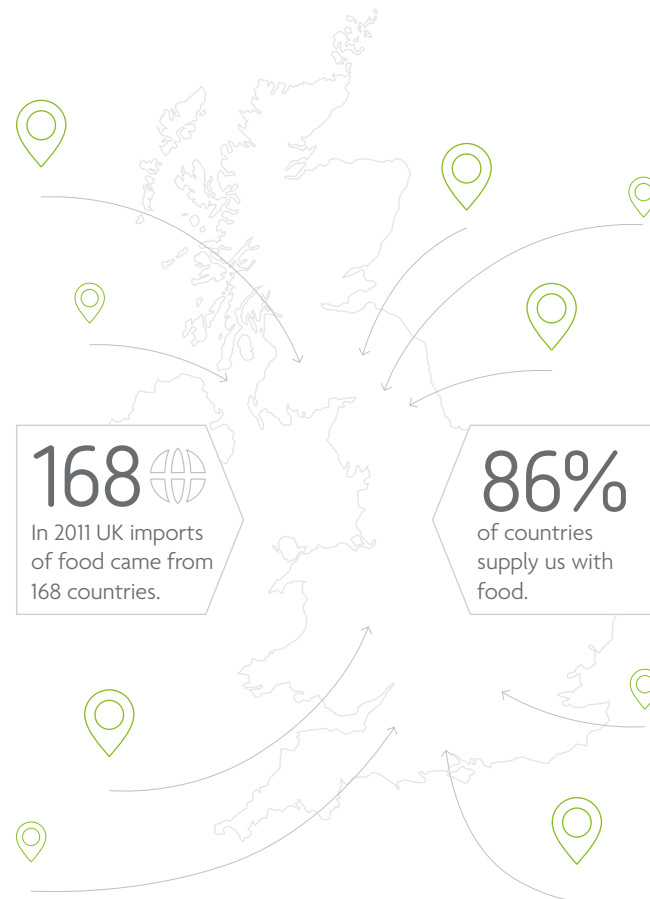 168
In 2011 UK imports
of food came from
168 countries.
86%
of countries
supply us with
food.